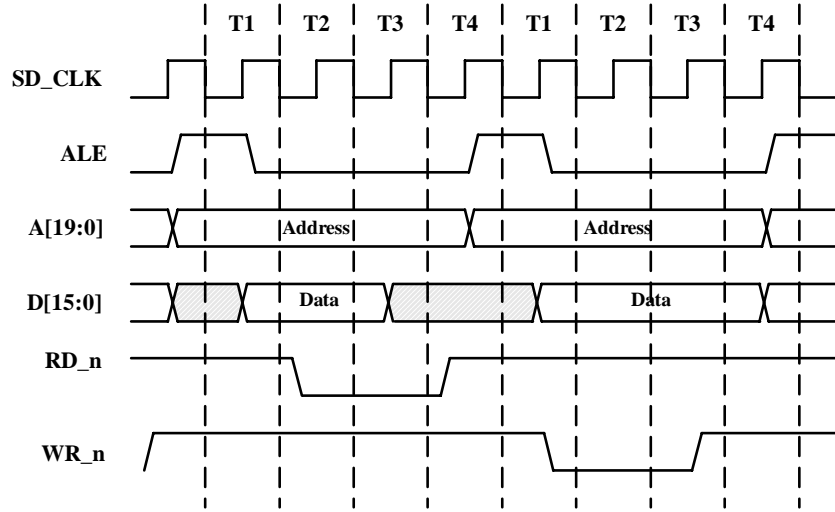 T1 T2 T3 T4 T1 T2 T3 T4
SD_CLK
ALE
A[19:0] Address Address
D[15:0] Data Data
RD_n
WR_n